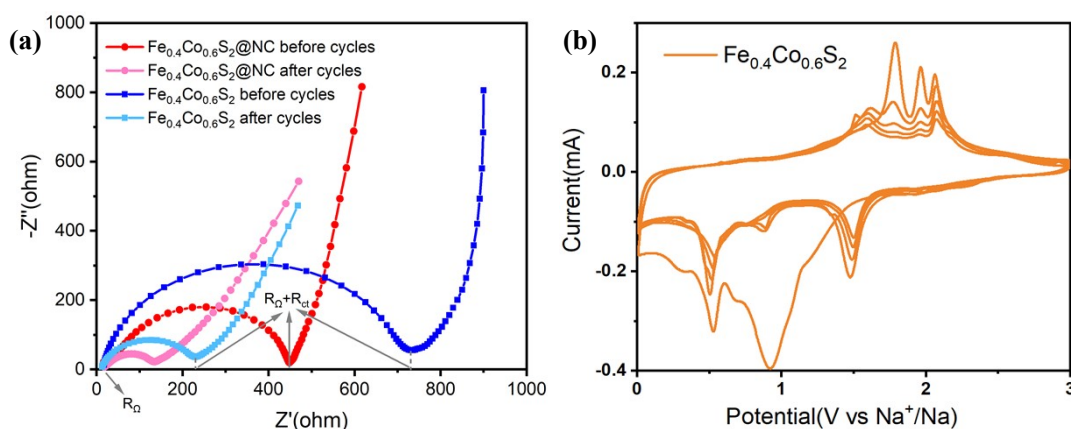 (a)
1000
800
600
400
200
0
-Z''(ohm)
Fe0.4Co0.6S2@NC before cycles
Fe0.4Co0.6S2@NC after cycles
Fe0.4Co0.6S2 before cycles
Fe0.4Co0.6S2 after cycles
RΩ+Rct
RΩ
0 200 400 600 800 1000
Z'(ohm)
(b)
Fe0.4Co0.6S2
0.2
0.0
-0.2
-0.4
Current(mA)
0 1 2 3
Potential(V vs Na+/Na)